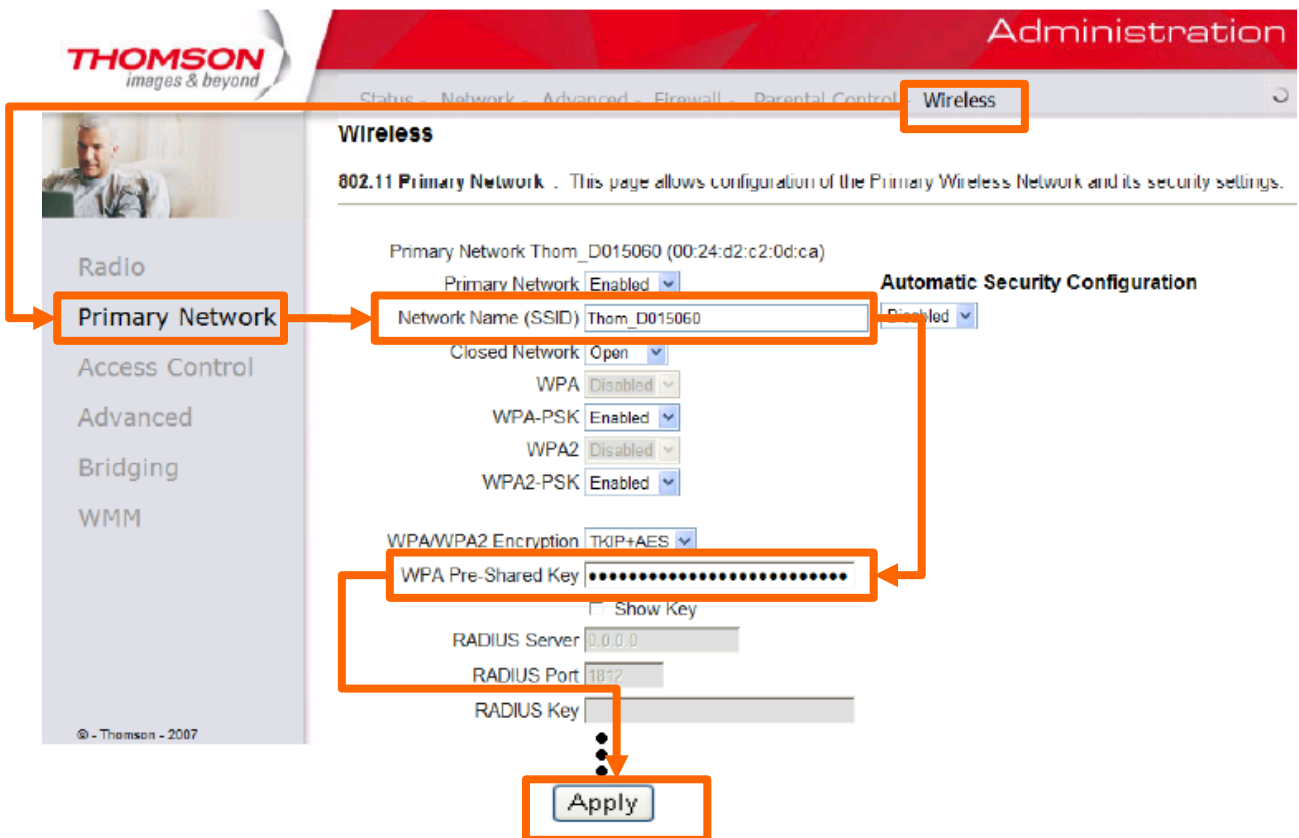 Administration
THOMSON
images & beyond
Status - Network - Advanced - Firewall - Parental Control - Wireless
Wireless
802.11 Primary Network : This page allows configuration of the Primary Wireless Network and its security settings.
Radio
Primary Network
Access Control
Advanced
Bridging
WMM
© - Thomson - 2007
Primary Network Thom_D015060 (00:24:d2:c2:0d:ca)
Primary Network Enabled
Automatic Security Configuration
Network Name (SSID) Thom_D015060
Disabled
Closed Network Open
WPA Disabled
WPA-PSK Enabled
WPA2 Disabled
WPA2-PSK Enabled
WPA/WPA2 Encryption TKIP+AES
WPA Pre-Shared Key ••••••••••••••••••••••••••
Show Key
RADIUS Server 0.0.0.0
RADIUS Port 1812
RADIUS Key
Apply